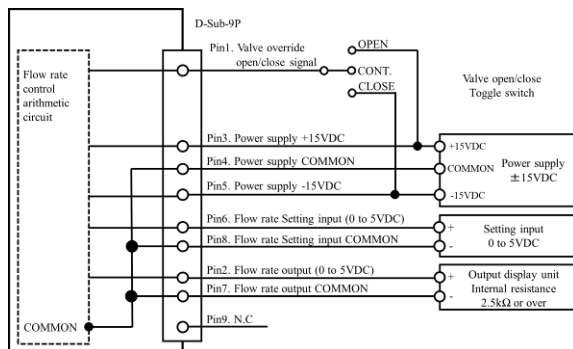 D-Sub-9P
Flow rate
control
arithmetic
circuit
Pin1. Valve override
open/close signal
OPEN
CONT.
CLOSE
Valve open/close
Toggle switch
Pin3. Power supply +15VDC
Pin4. Power supply COMMON
Pin5. Power supply -15VDC
+15VDC
COMMON
-15VDC
Power supply
±15VDC
Pin6. Flow rate Setting input (0 to 5VDC)
Pin8. Flow rate Setting input COMMON
+
-
Setting input
0 to 5VDC
Pin2. Flow rate output (0 to 5VDC)
Pin7. Flow rate output COMMON
+
-
Output display unit
Internal resistance
2.5kΩ or over
Pin9. N.C
COMMON